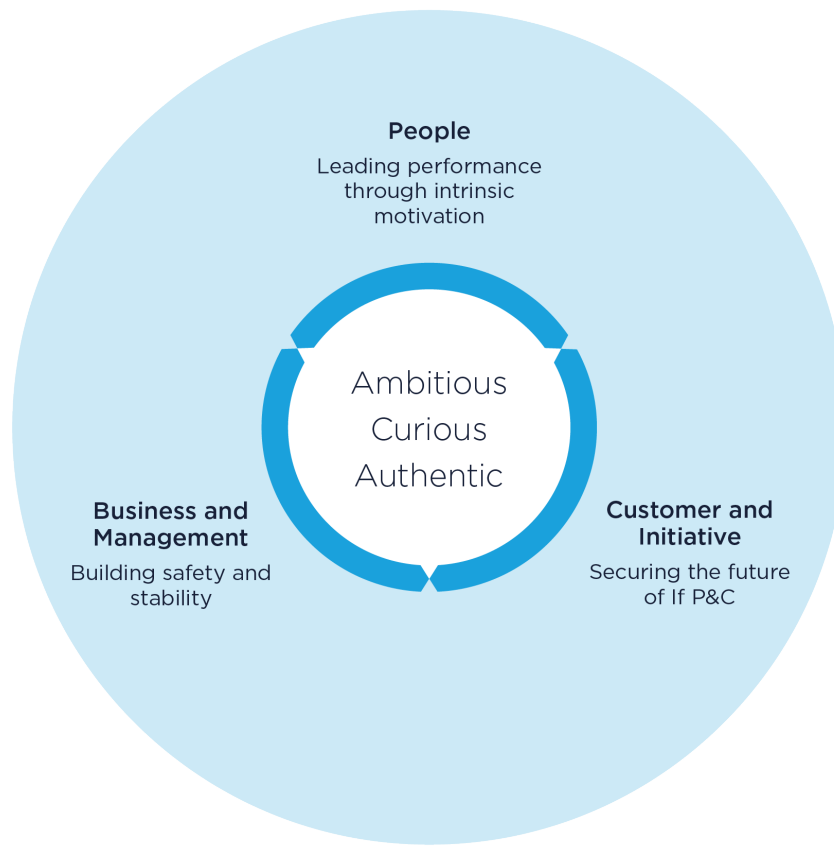 People
Leading performance
through intrinsic
motivation
Ambitious
Curious
Authentic
Business and
Management
Building safety and
stability
Customer and
Initiative
Securing the future
of If P&C